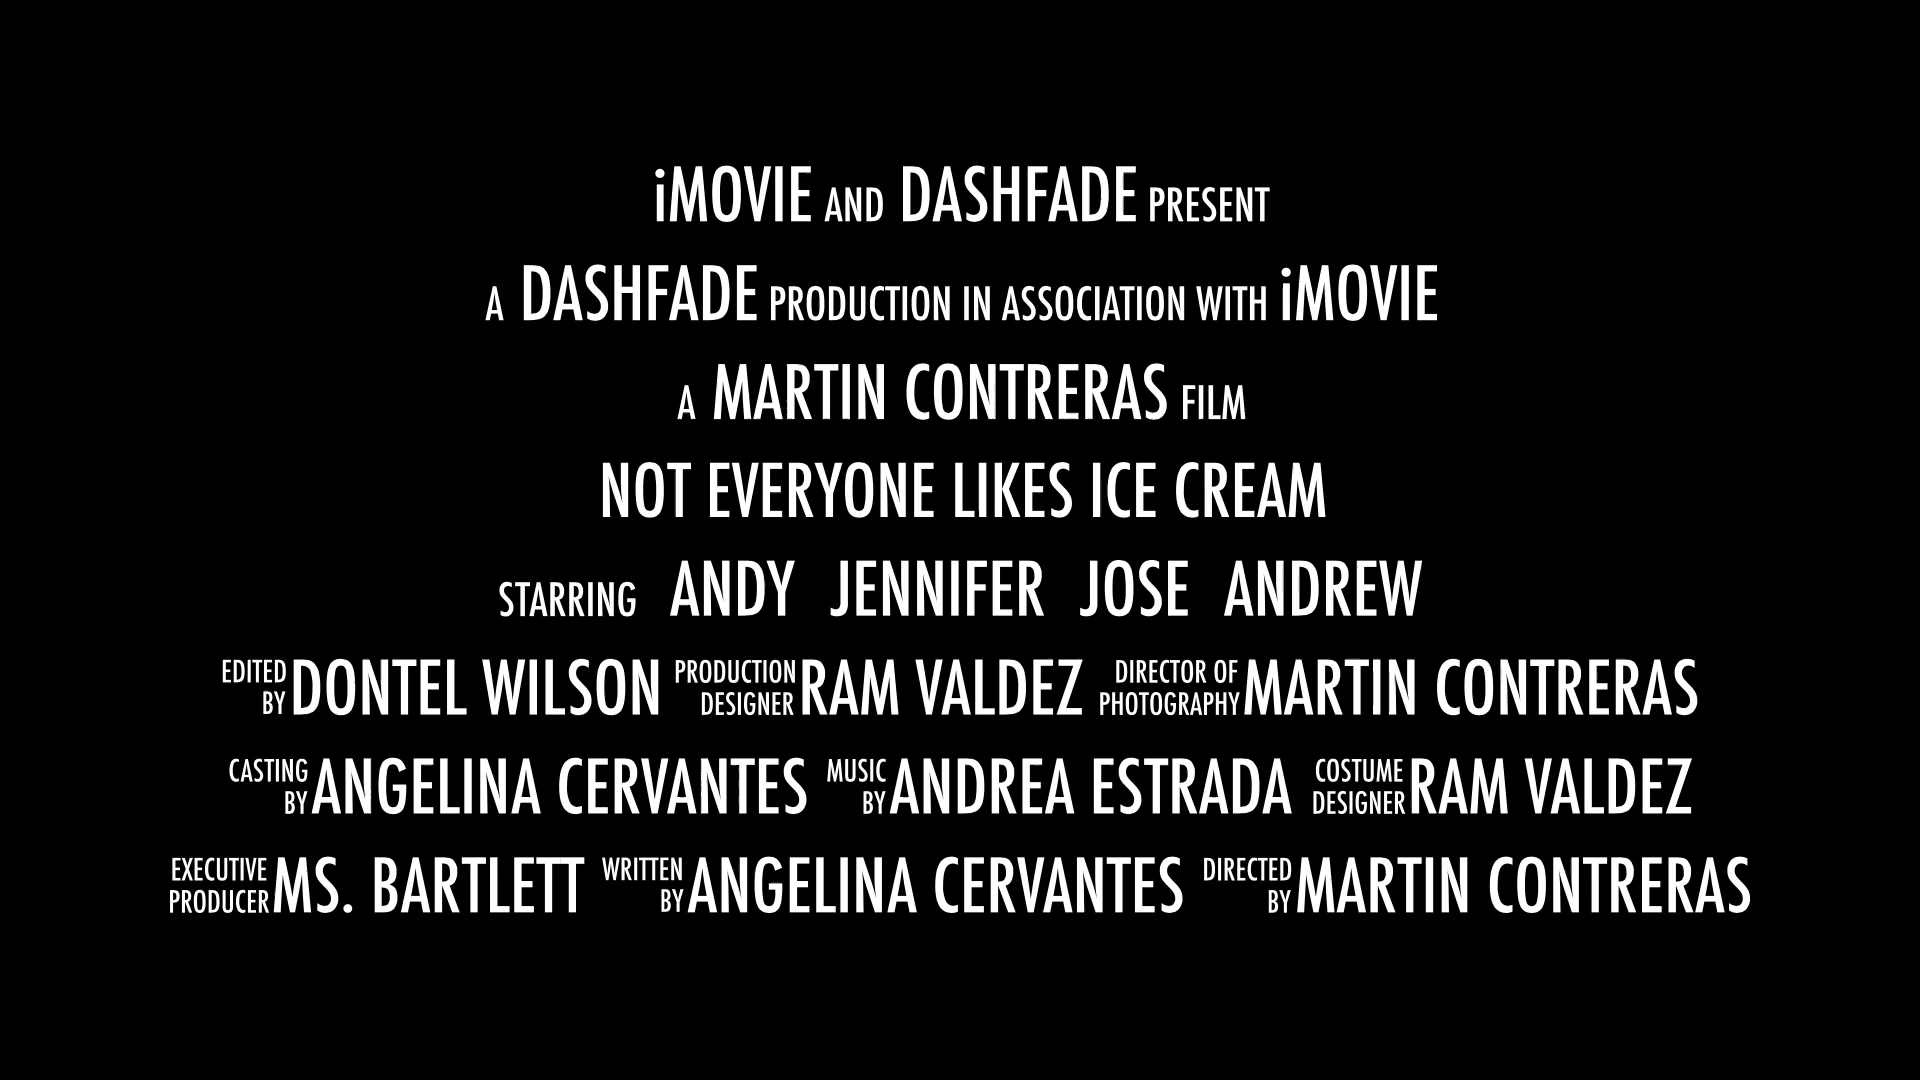 iMOVIE AND DASHFADE PRESENT
A DASHFADE PRODUCTION IN ASSOCIATION WITH iMOVIE
A MARTIN CONTRERAS FILM
NOT EVERYONE LIKES ICE CREAM
STARRING ANDY JENNIFER JOSE ANDREW
EDITED BY DONTEL WILSON PRODUCTION DESIGNER RAM VALDEZ DIRECTOR OF PHOTOGRAPHY MARTIN CONTRERAS
CASTING BY ANGELINA CERVANTES MUSIC BY ANDREA ESTRADA COSTUME DESIGNER RAM VALDEZ
EXECUTIVE PRODUCER MS. BARTLETT WRITTEN BY ANGELINA CERVANTES DIRECTED BY MARTIN CONTRERAS